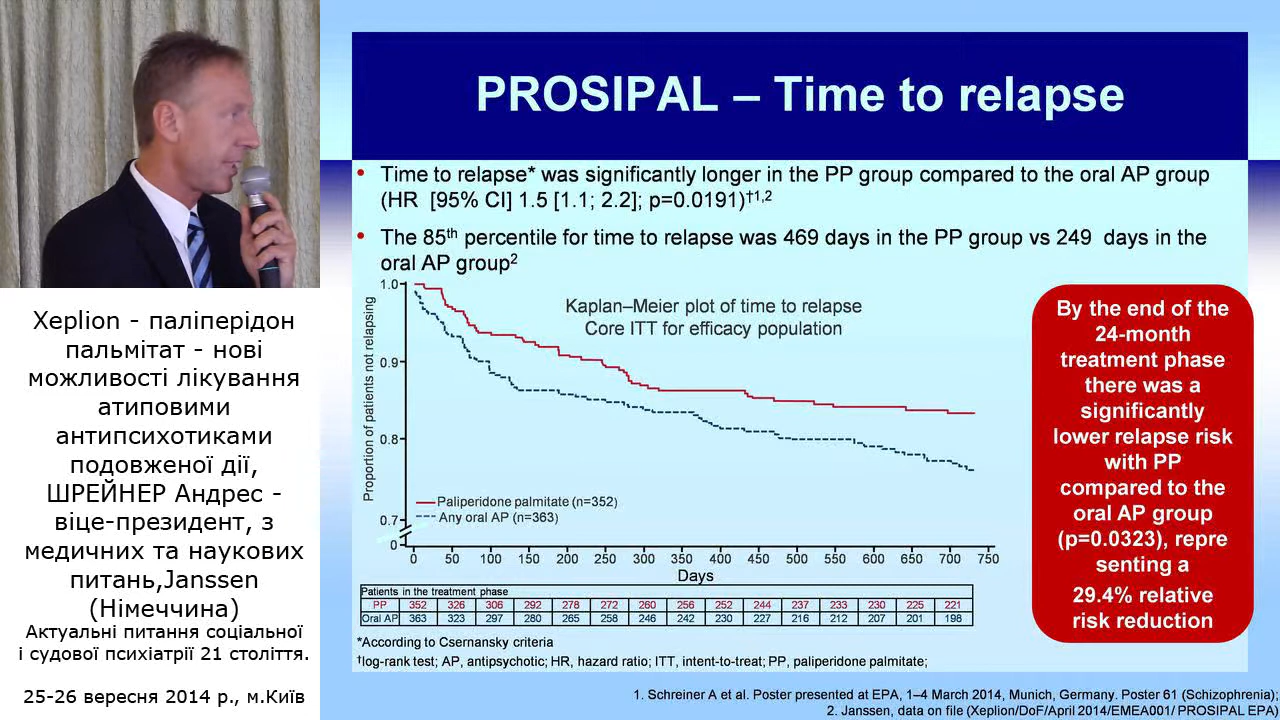 PROSIPAL – Time to relapse
• Time to relapse* was significantly longer in the PP group compared to the oral AP group
(HR [95% CI] 1.5 [1.1; 2.2]; p=0.0191)†1,2
• The 85th percentile for time to relapse was 469 days in the PP group vs 249 days in the
oral AP group2
Kaplan–Meier plot of time to relapse
Core ITT for efficacy population
Proportion of patients not relapsing
1.0
0.9
0.8
0.7
0
Paliperidone palmitate (n=352)
Any oral AP (n=363)
0 50 100 150 200 250 300 350 400 450 500 550 600 650 700 750
Days
Patients in the treatment phase
PP 352 326 306 292 278 272 260 256 252 244 237 233 230 225 221
Oral AP 363 323 297 280 265 258 246 242 230 227 216 212 207 201 198
*According to Csernansky criteria
†log-rank test; AP, antipsychotic; HR, hazard ratio; ITT, intent-to-treat; PP, paliperidone palmitate;
By the end of the
24-month
treatment phase
there was a
significantly
lower relapse risk
with PP
compared to the
oral AP group
(p=0.0323), repre
senting a
29.4% relative
risk reduction
1. Schreiner A et al. Poster presented at EPA, 1–4 March 2014, Munich, Germany. Poster 61 (Schizophrenia);
2. Janssen, data on file (Xeplion/DoF/April 2014/EMEA001/ PROSIPAL EPA)
Xeplion - паліперідон
пальмітат - нові
можливості лікування
атиповими
антипсихотиками
подовженої дії,
ШРЕЙНЕР Андрес -
віце-президент, з
медичних та наукових
питань,Janssen
(Німеччина)
Актуальні питання соціальної
і судової психіатрії 21 століття.
25-26 вересня 2014 р., м.Київ